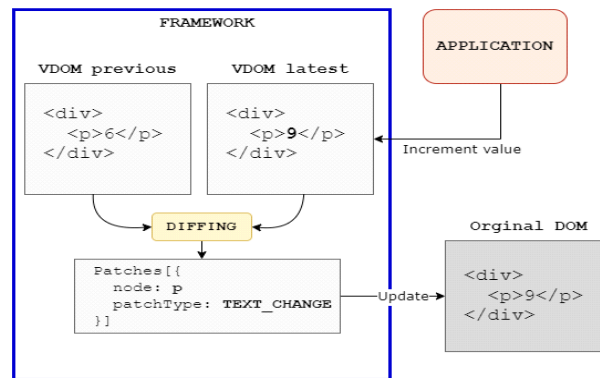 FRAMEWORK
VDOM previous
VDOM latest
APPLICATION
<div>
<p>6</p>
</div>
<div>
<p>9</p>
</div>
Increment value
DIFFING
Patches[{
node: p
patchType: TEXT_CHANGE
}]
Update
Orginal DOM
<div>
<p>9</p>
</div>